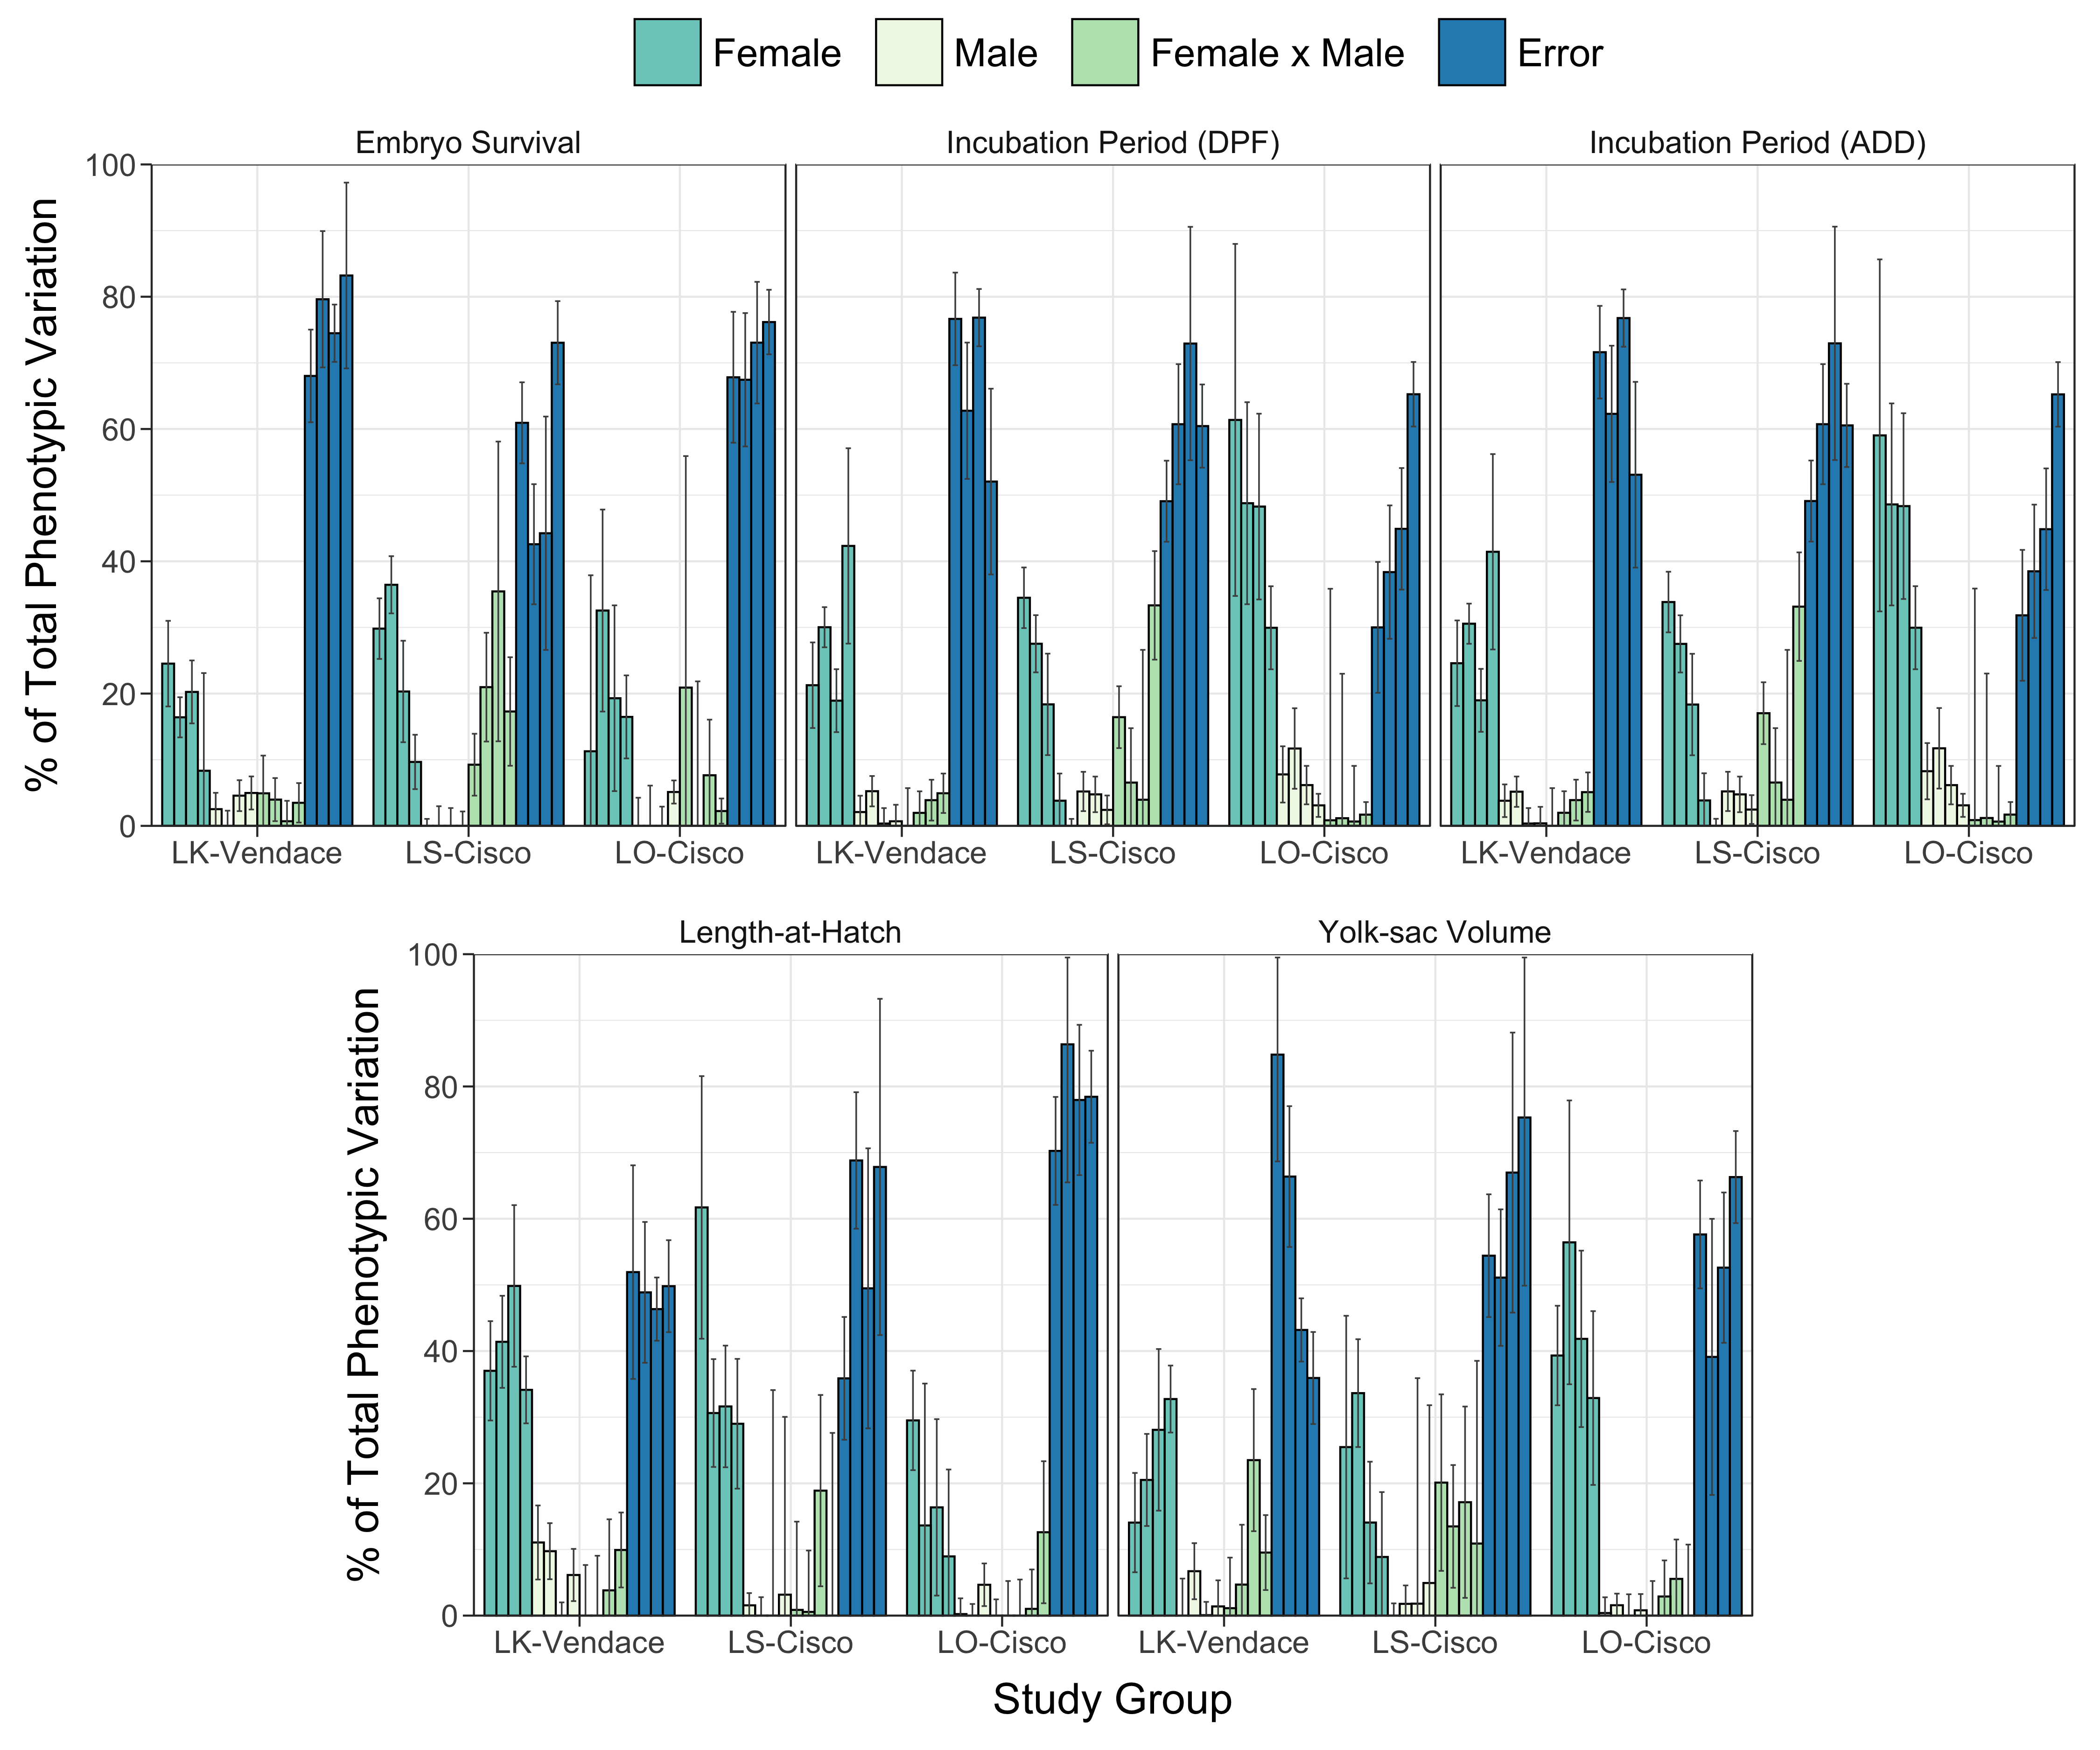 Female Male Female x Male Error
Embryo Survival Incubation Period (DPF) Incubation Period (ADD)
% of Total Phenotypic Variation
100
80
60
40
20
0
LK-Vendace LS-Cisco LO-Cisco LK-Vendace LS-Cisco LO-Cisco LK-Vendace LS-Cisco LO-Cisco
Length-at-Hatch Yolk-sac Volume
% of Total Phenotypic Variation
100
80
60
40
20
0
LK-Vendace LS-Cisco LO-Cisco LK-Vendace LS-Cisco LO-Cisco
Study Group